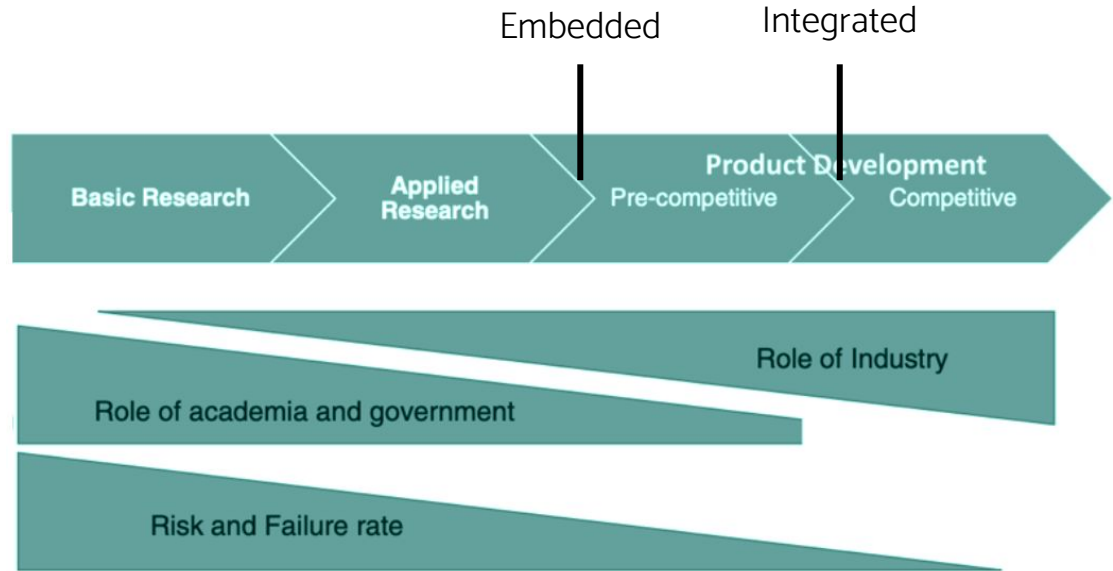 Embedded
Integrated
Product Development
Basic Research
Applied
Research
Pre-competitive
Competitive
Role of Industry
Role of academia and government
Risk and Failure rate